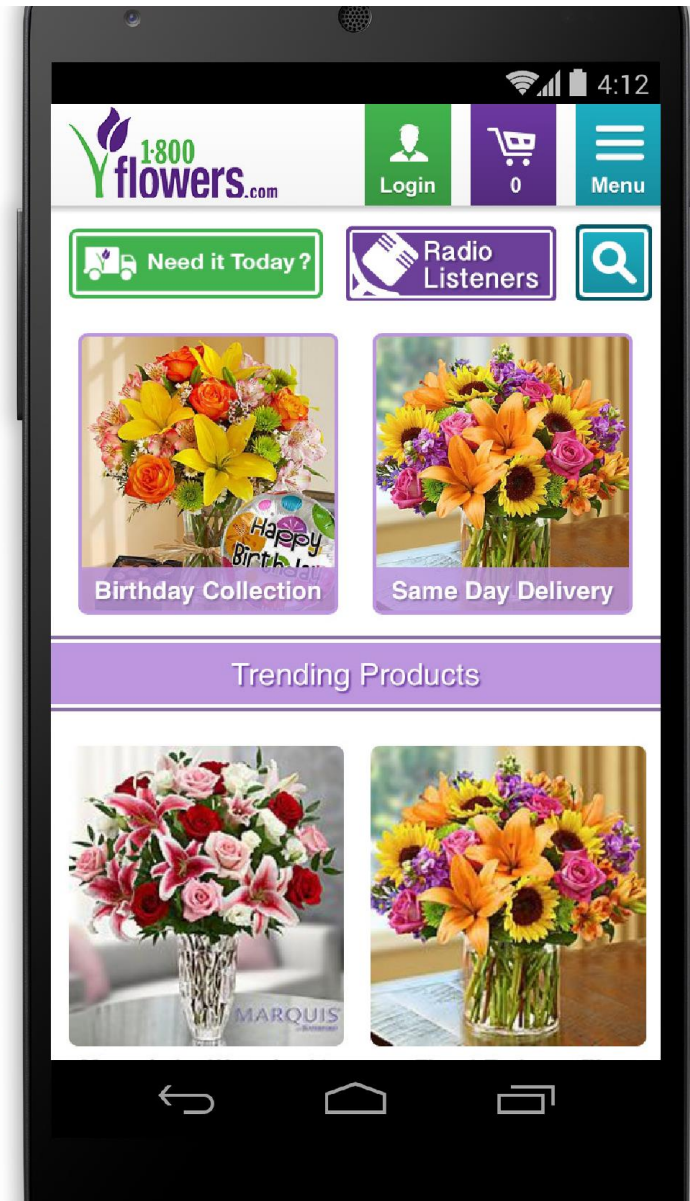 4:12
1·800
flowers.com
Login
0
Menu
Need it Today?
Radio
Listeners
Happy
Birthday
Birthday Collection
Same Day Delivery
Trending Products
MARQUIS